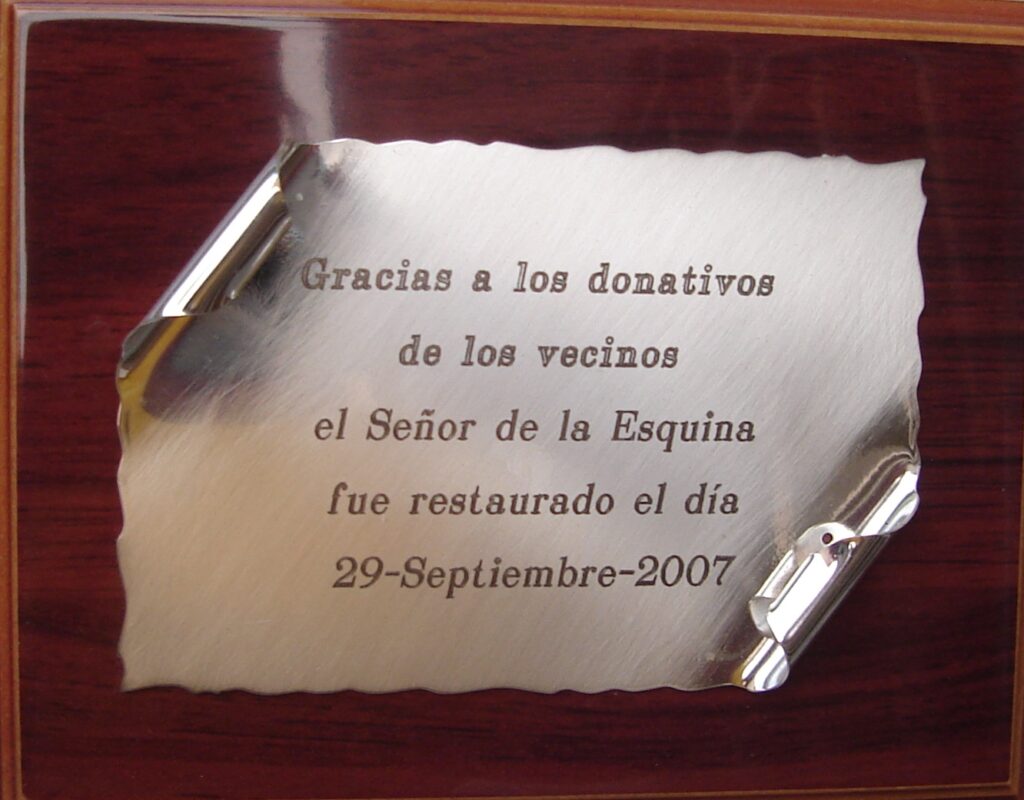 Gracias a los donativos
de los vecinos
el Señor de la Esquina
fue restaurado el día
29-Septiembre-2007